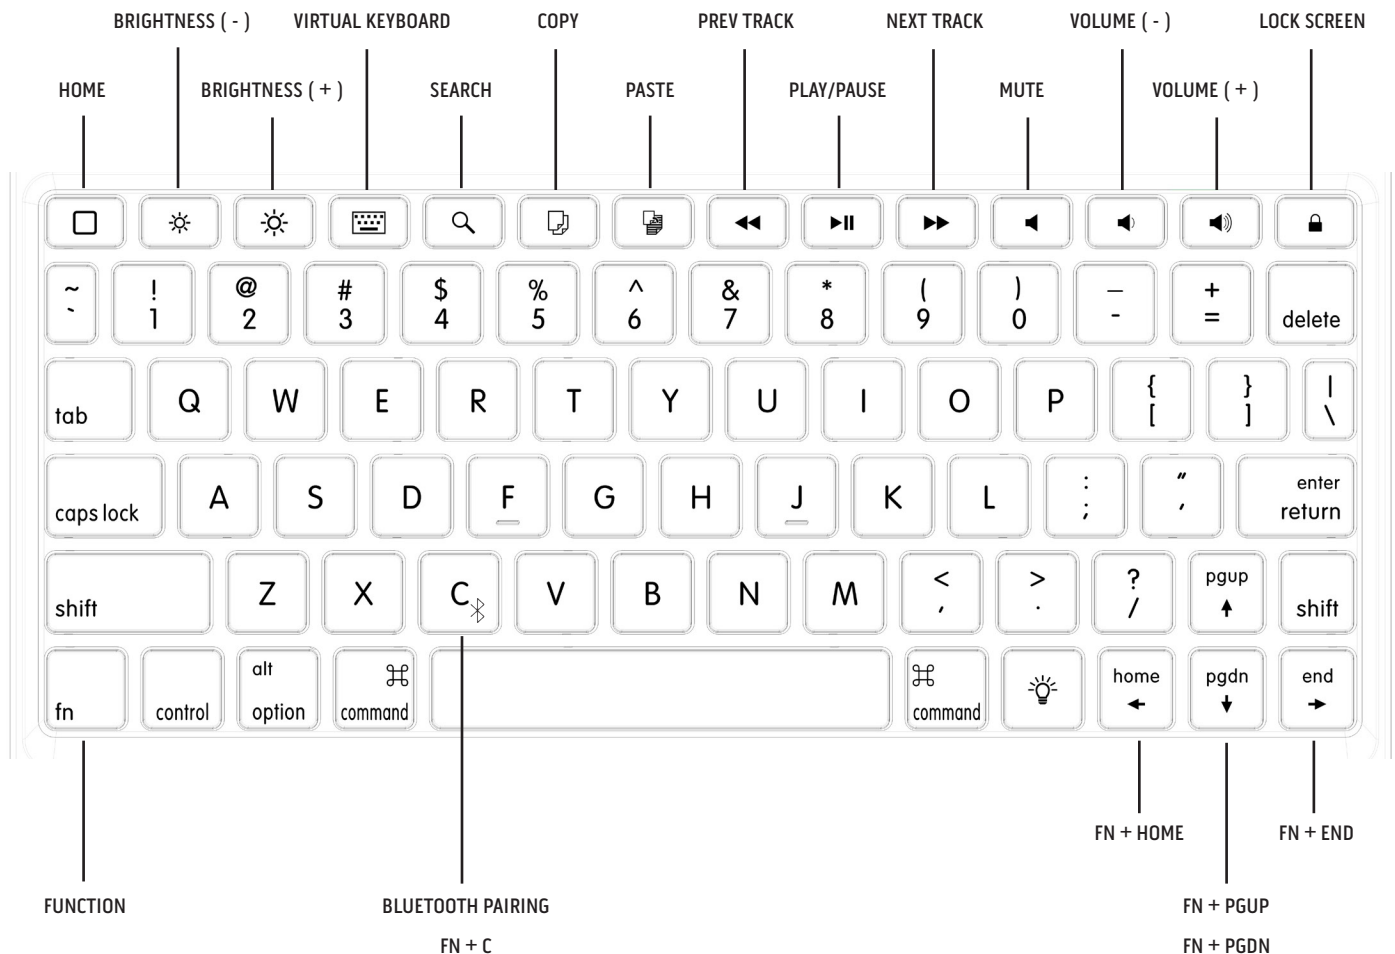 BRIGHTNESS ( - ) VIRTUAL KEYBOARD COPY PREV TRACK NEXT TRACK VOLUME ( - ) LOCK SCREEN
HOME BRIGHTNESS ( + ) SEARCH PASTE PLAY/PAUSE MUTE VOLUME ( + )
~ ! @ # $ % ^ & * ( ) _ +
` 1 2 3 4 5 6 7 8 9 0 - = delete
tab Q W E R T Y U I O P { } |
[ ] \
caps lock A S D F G H J K L : " enter
; ' return
shift Z X C V B N M < > ? pgup shift
, . /
alt ⌘ ⌘ home pgdn end
fn control option command command
FN + HOME FN + END
FUNCTION BLUETOOTH PAIRING FN + PGUP
FN + C FN + PGDN